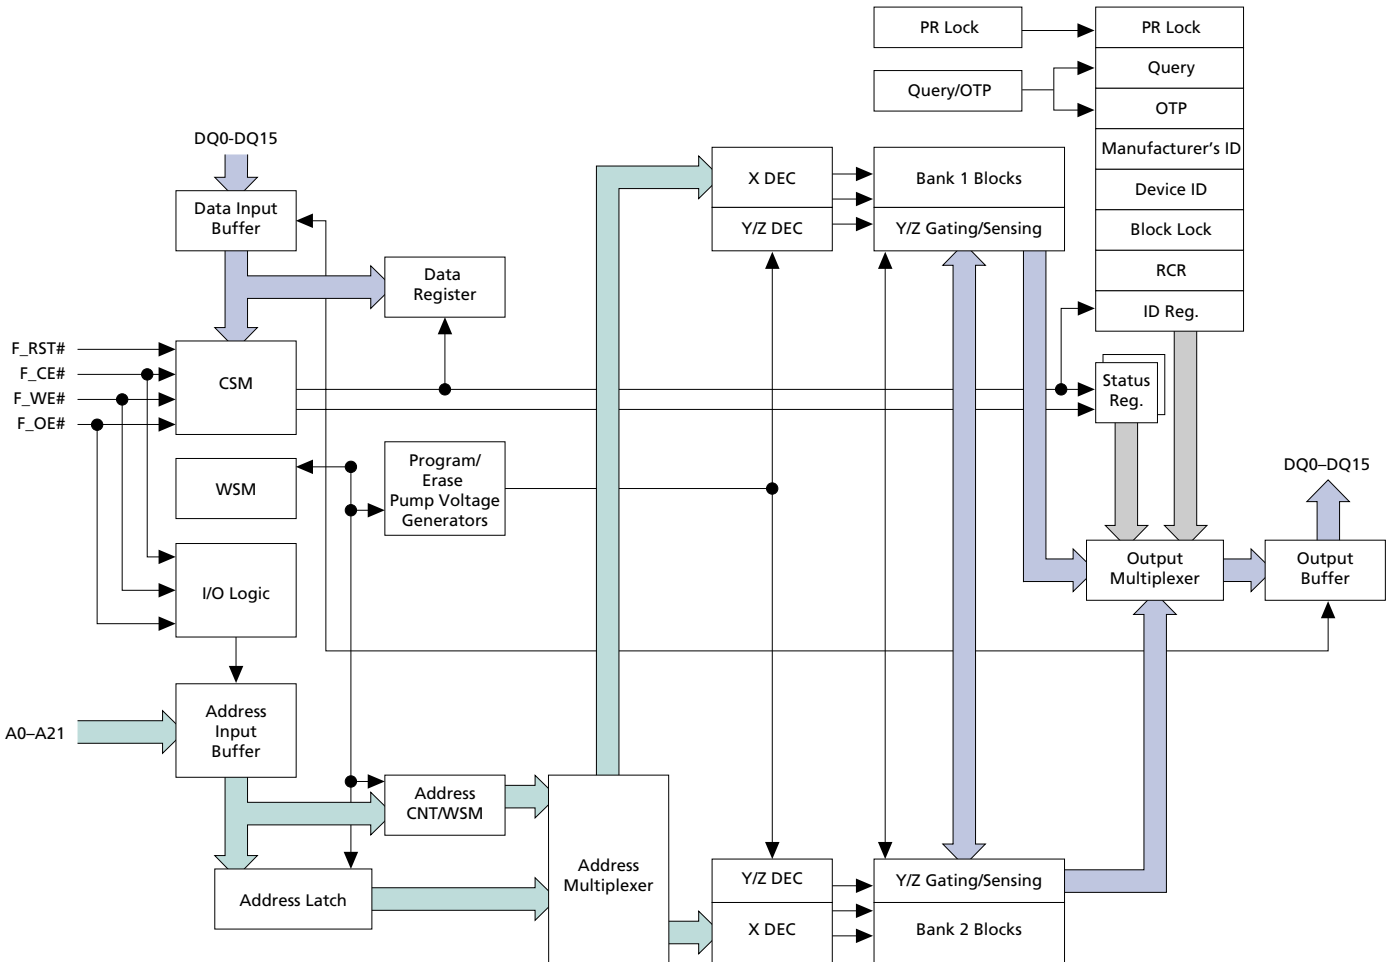 PR Lock
PR Lock
Query/OTP
Query
OTP
Manufacturer's ID
Device ID
Block Lock
RCR
ID Reg.
DQ0-DQ15
Data Input
Buffer
X DEC
Y/Z DEC
Bank 1 Blocks
Y/Z Gating/Sensing
Data
Register
F_RST#
F_CE#
F_WE#
F_OE#
CSM
Status
Reg.
WSM
Program/
Erase
Pump Voltage
Generators
DQ0–DQ15
I/O Logic
Output
Multiplexer
Output
Buffer
A0–A21
Address
Input
Buffer
Address
CNT/WSM
Address Latch
Address
Multiplexer
Y/Z DEC
X DEC
Y/Z Gating/Sensing
Bank 2 Blocks